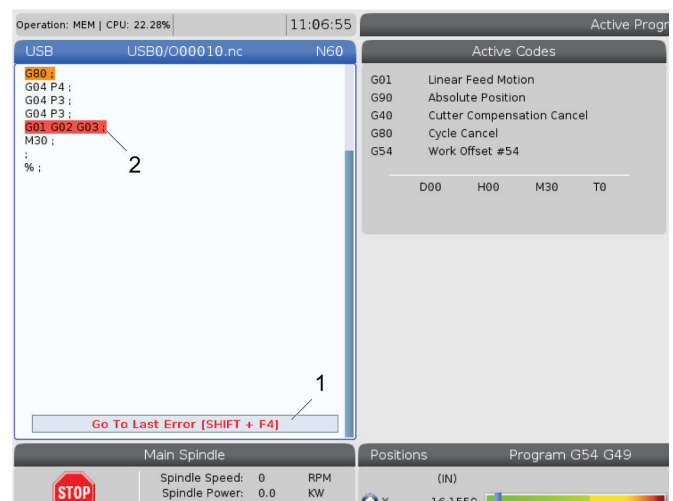 Operation: MEM | CPU: 22.28%
11:06:55
Active Progr
USB USB0/O00010.nc N60
G80 ;
G04 P4 ;
G04 P3 ;
G04 P3 ;
G01 G02 G03 ;
M30 ;
;
% ;
2
1
Go To Last Error [SHIFT + F4]
Active Codes
G01 Linear Feed Motion
G90 Absolute Position
G40 Cutter Compensation Cancel
G80 Cycle Cancel
G54 Work Offset #54
D00 H00 M30 T0
Main Spindle
STOP
Spindle Speed: 0 RPM
Spindle Power: 0.0 KW
Positions Program G54 G49
(IN)
X